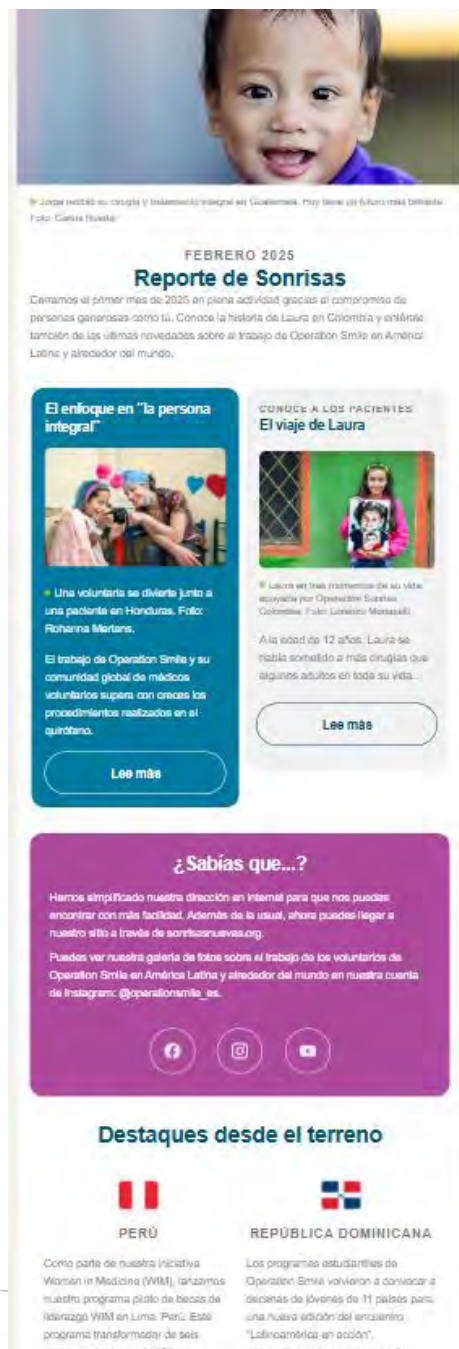 Jorge recibió su cirugía y tratamiento integral en Guatemala. Hoy tiene un futuro más brillante.
Foto: Carlos Rueda.
FEBRERO 2025
Reporte de Sonrisas
Cerramos el primer mes de 2025 en plena actividad gracias al compromiso de
personas generosas como tú. Conoce la historia de Laura en Colombia y entérate
también de las últimas novedades sobre el trabajo de Operation Smile en América
Latina y alrededor del mundo.
El enfoque en "la persona
integral"
Una voluntaria se divierte junto a
una paciente en Honduras. Foto:
Rohanna Mertens.
El trabajo de Operation Smile y su
comunidad global de médicos
voluntarios supera con creces los
procedimientos realizados en el
quirófano.
Lee más
CONOCE A LOS PACIENTES
El viaje de Laura
Laura en tres momentos de su vida
apoyada por Operación Sonrisa
Colombia. Foto: Lorenzo
A la edad de 12 años, Laura se
había sometido a más cirugías que
algunos adultos en toda su vida.
Lee más
¿Sabías que...?
Hemos simplificado nuestra dirección en internet para que nos puedas
encontrar con más facilidad. Además de la usual, ahora puedes llegar a
nuestro sitio a través de sonrisasnuevas.org.
Puedes ver nuestra galería de fotos sobre el trabajo de los voluntarios de
Operation Smile en América Latina y alrededor del mundo en nuestra cuenta
de Instagram: @operationsmile_es.
Destaques desde el terreno
PERÚ
Como parte de nuestra iniciativa
Women in Medicine (WIM), lanzamos
nuestro programa piloto de becas de
liderazgo WIM en Lima, Perú. Este
programa transformador de seis
REPÚBLICA DOMINICANA
Los programas estudiantiles de
Operation Smile volvieron a convocar a
decenas de jóvenes de 11 países para
una nueva edición del encuentro
"Latinoamérica en acción",